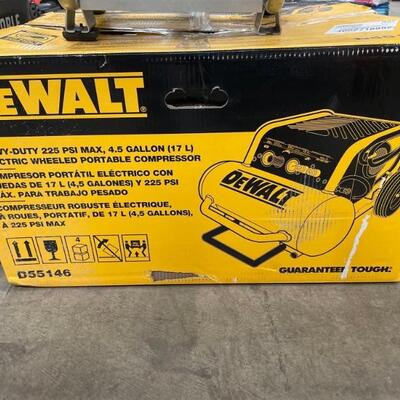 DEWALT
VY-DUTY 225 PSI MAX, 4.5 GALLON (17 L)
CTRIC WHEELED PORTABLE COMPRESSOR
MPRESOR PORTÁTIL ELÉCTRICO CON
EDAS DE 17 L (4,5 GALONES) Y 225 PSI
ÁX. PARA TRABAJO PESADO
COMPRESSEUR ROBUSTE ÉLECTRIQUE,
ROUES, PORTATIF, DE 17 L (4,5 GALLONS),
À 225 PSI MAX
DEWALT
4
D55146
GUARANTEED TOUGH.